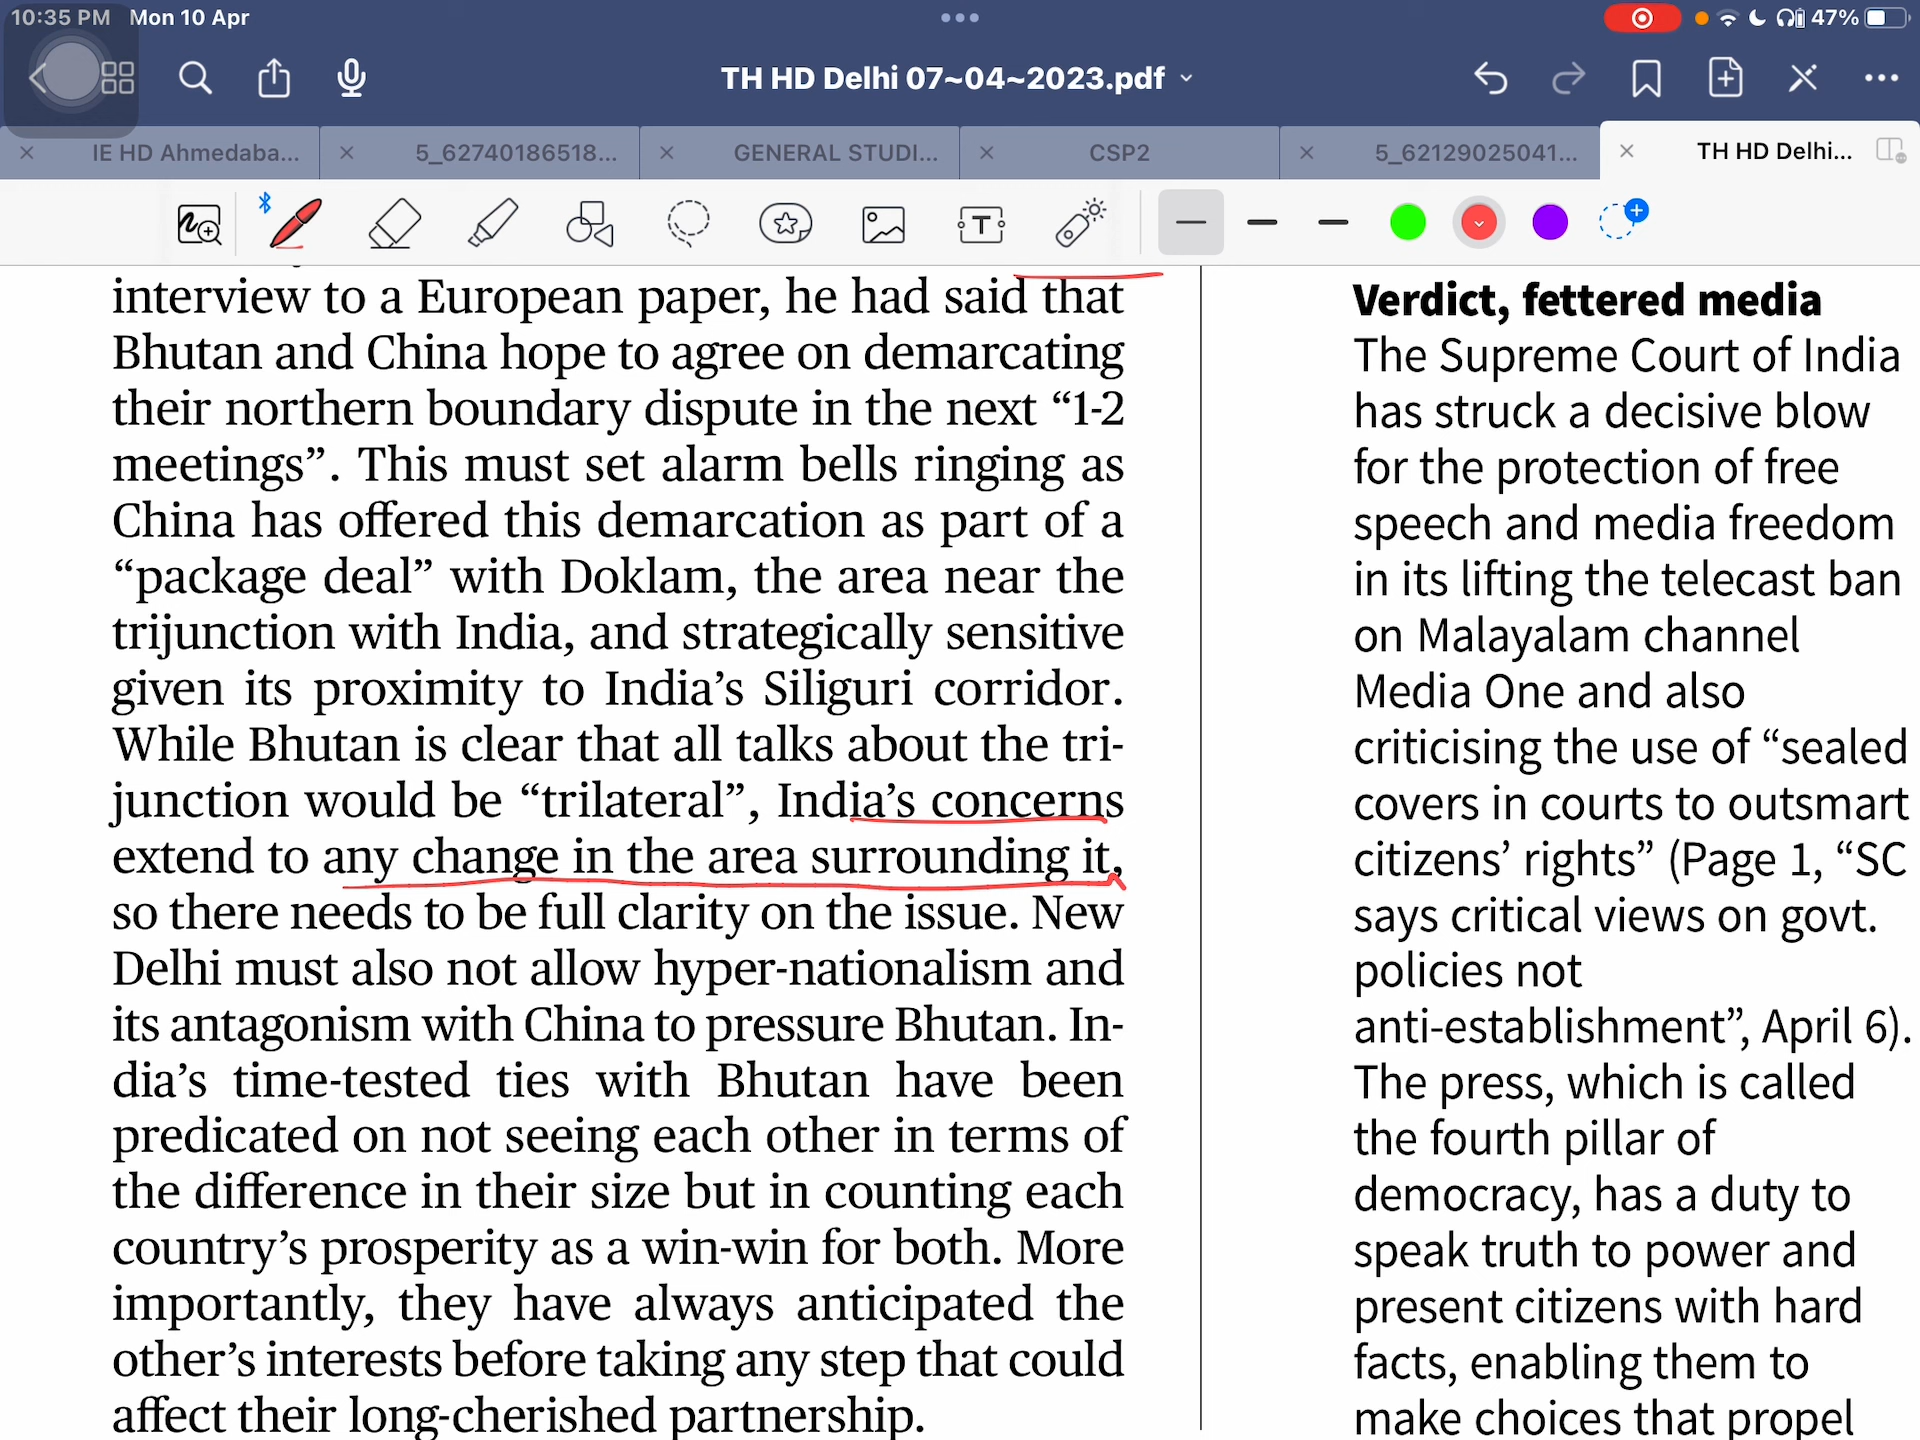 10:35 PM Mon 10 Apr
47%
TH HD Delhi 07~04~2023.pdf
IE HD Ahmedaba...
5_62740186518...
GENERAL STUDI...
CSP2
5_62129025041...
TH HD Delhi...
interview to a European paper, he had said that
Bhutan and China hope to agree on demarcating
their northern boundary dispute in the next “1-2
meetings”. This must set alarm bells ringing as
China has offered this demarcation as part of a
“package deal” with Doklam, the area near the
trijunction with India, and strategically sensitive
given its proximity to India’s Siliguri corridor.
While Bhutan is clear that all talks about the tri-
junction would be “trilateral”, India’s concerns
extend to any change in the area surrounding it,
so there needs to be full clarity on the issue. New
Delhi must also not allow hyper-nationalism and
its antagonism with China to pressure Bhutan. In-
dia’s time-tested ties with Bhutan have been
predicated on not seeing each other in terms of
the difference in their size but in counting each
country’s prosperity as a win-win for both. More
importantly, they have always anticipated the
other’s interests before taking any step that could
affect their long-cherished partnership.
Verdict, fettered media
The Supreme Court of India
has struck a decisive blow
for the protection of free
speech and media freedom
in its lifting the telecast ban
on Malayalam channel
Media One and also
criticising the use of “sealed
covers in courts to outsmart
citizens’ rights” (Page 1, “SC
says critical views on govt.
policies not
anti-establishment”, April 6).
The press, which is called
the fourth pillar of
democracy, has a duty to
speak truth to power and
present citizens with hard
facts, enabling them to
make choices that propel